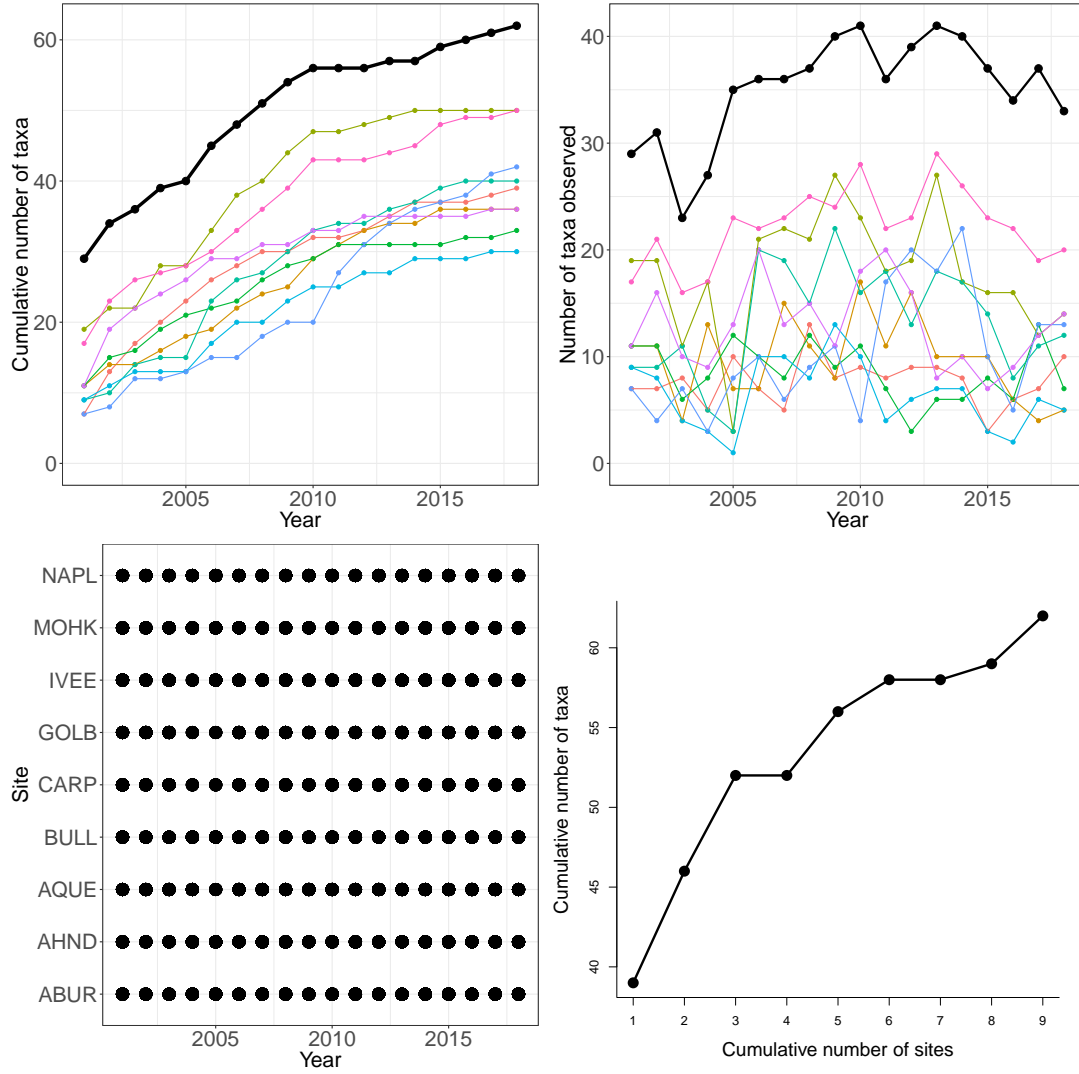 Cumulative number of taxa
60
40
20
0
2005 2010 2015
Year
Number of taxa observed
40
30
20
10
0
2005 2010 2015
Year
Site
NAPL
MOHK
IVEE
GOLB
CARP
BULL
AQUE
AHND
ABUR
2005 2010 2015
Year
Cumulative number of taxa
60
55
50
45
40
1 2 3 4 5 6 7 8 9
Cumulative number of sites